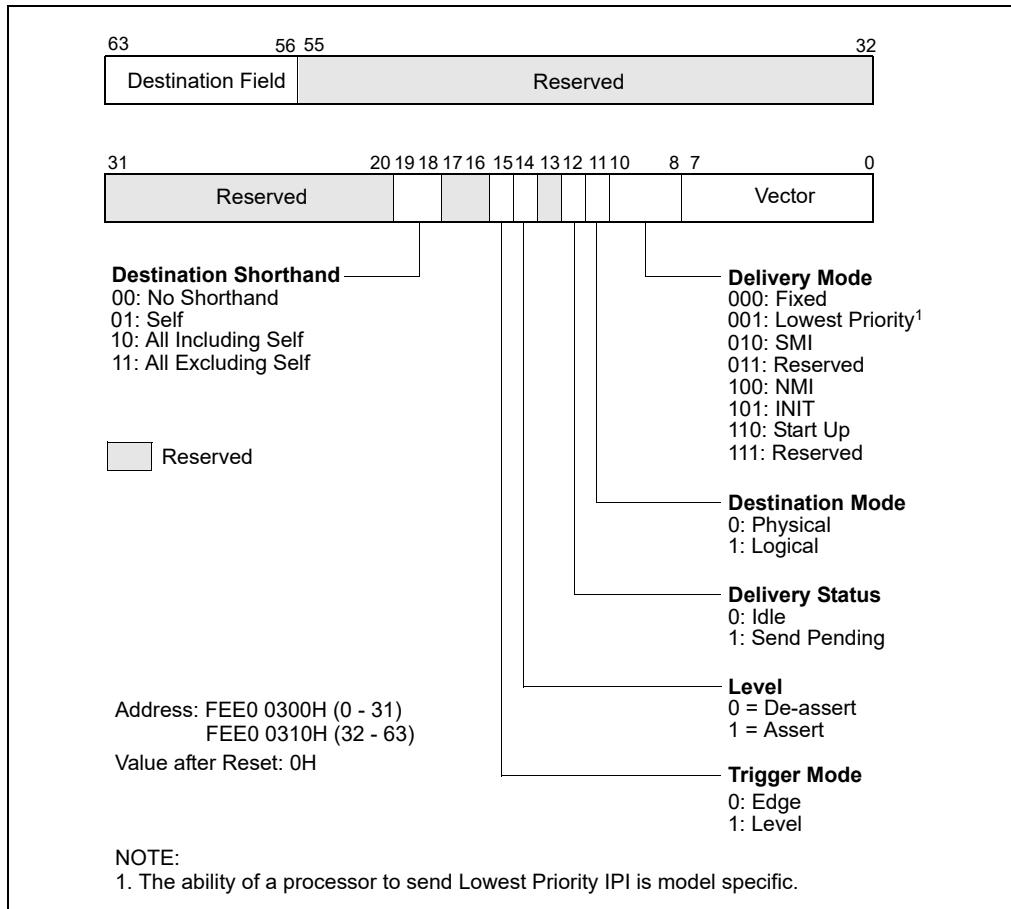 63 56 55 32
Destination Field Reserved
31 20 19 18 17 16 15 14 13 12 11 10 8 7 0
Reserved Vector
Destination Shorthand
00: No Shorthand
01: Self
10: All Including Self
11: All Excluding Self
Reserved
Delivery Mode
000: Fixed
001: Lowest Priority1
010: SMI
011: Reserved
100: NMI
101: INIT
110: Start Up
111: Reserved
Destination Mode
0: Physical
1: Logical
Delivery Status
0: Idle
1: Send Pending
Level
0 = De-assert
1 = Assert
Trigger Mode
0: Edge
1: Level
Address: FEE0 0300H (0 - 31)
FEE0 0310H (32 - 63)
Value after Reset: 0H
NOTE:
1. The ability of a processor to send Lowest Priority IPI is model specific.